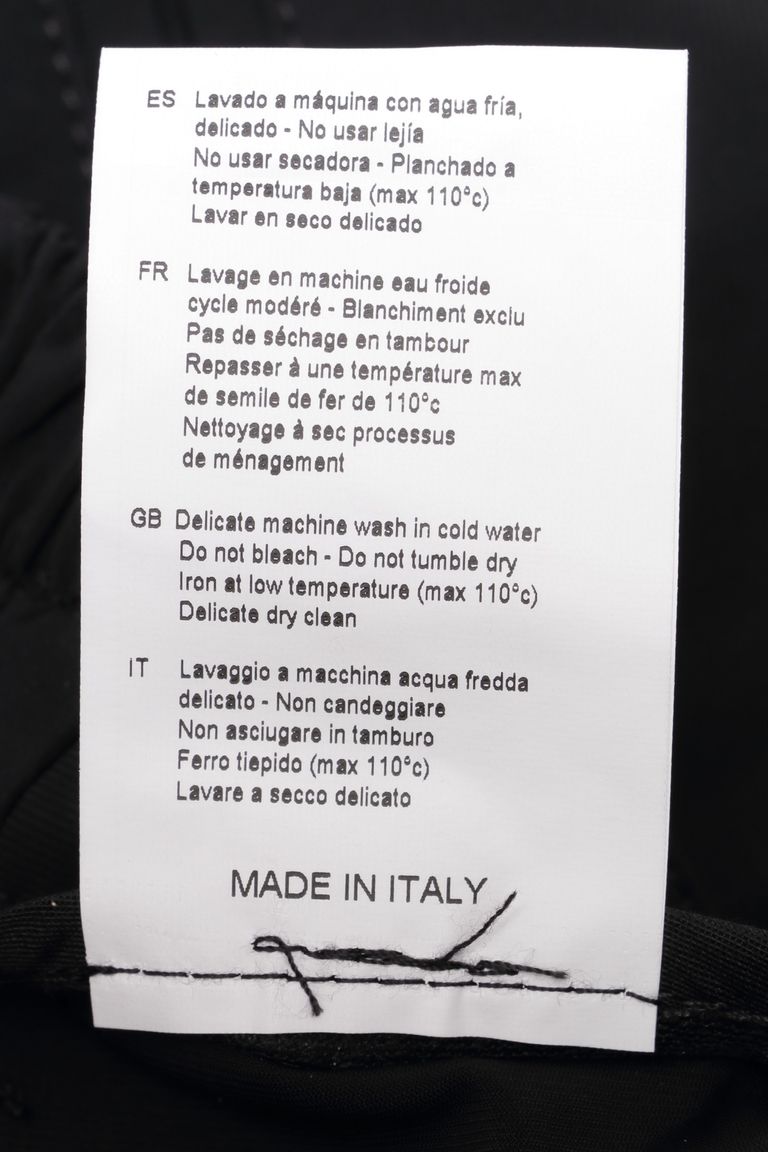 ES Lavado a máquina con agua fría,
delicado - No usar lejía
No usar secadora - Planchado a
temperatura baja (max 110°c)
Lavar en seco delicado
FR Lavage en machine eau froide
cycle modéré - Blanchiment exclu
Pas de séchage en tambour
Repasser à une température max
de semile de fer de 110°c
Nettoyage à sec processus
de ménagement
GB Delicate machine wash in cold water
Do not bleach - Do not tumble dry
Iron at low temperature (max 110°c)
Delicate dry clean
IT Lavaggio a macchina acqua fredda
delicato - Non candeggiare
Non asciugare in tamburo
Ferro tiepido (max 110°c)
Lavare a secco delicato
MADE IN ITALY